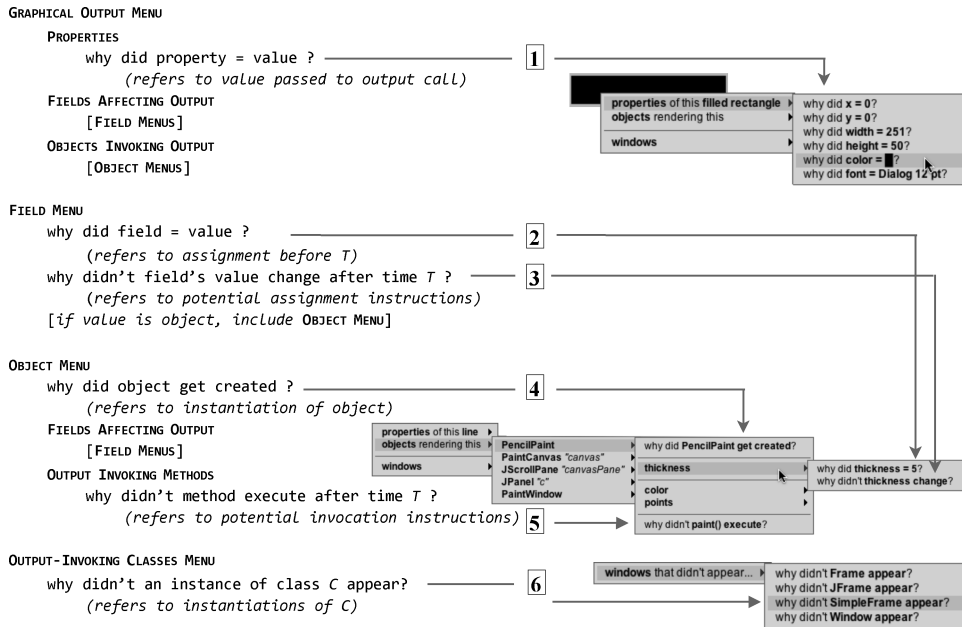 GRAPHICAL OUTPUT MENU
PROPERTIES
why did property = value ?
1
(refers to value passed to output call)
FIELDS AFFECTING OUTPUT
[FIELD MENUS]
OBJECTS INVOKING OUTPUT
[OBJECT MENUS]
properties of this filled rectangle
objects rendering this
windows
why did x = 0?
why did y = 0?
why did width = 251?
why did height = 50?
why did color = ?
why did font = Dialog 12 pt?
FIELD MENU
why did field = value ?
2
(refers to assignment before T)
why didn't field's value change after time T ?
3
(refers to potential assignment instructions)
[if value is object, include OBJECT MENU]
OBJECT MENU
why did object get created ?
4
(refers to instantiation of object)
FIELDS AFFECTING OUTPUT
[FIELD MENUS]
OUTPUT INVOKING METHODS
why didn't method execute after time T ?
(refers to potential invocation instructions)
5
properties of this line
objects rendering this
windows
PencilPaint
PaintCanvas "canvas"
JScrollPane "canvasPane"
JPanel "c"
PaintWindow
why did PencilPaint get created?
thickness
color
points
why didn't paint() execute?
why did thickness = 5?
why didn't thickness change?
OUTPUT-INVOKING CLASSES MENU
why didn't an instance of class C appear?
6
(refers to instantiations of C)
windows that didn't appear...
why didn't Frame appear?
why didn't JFrame appear?
why didn't SimpleFrame appear?
why didn't Window appear?